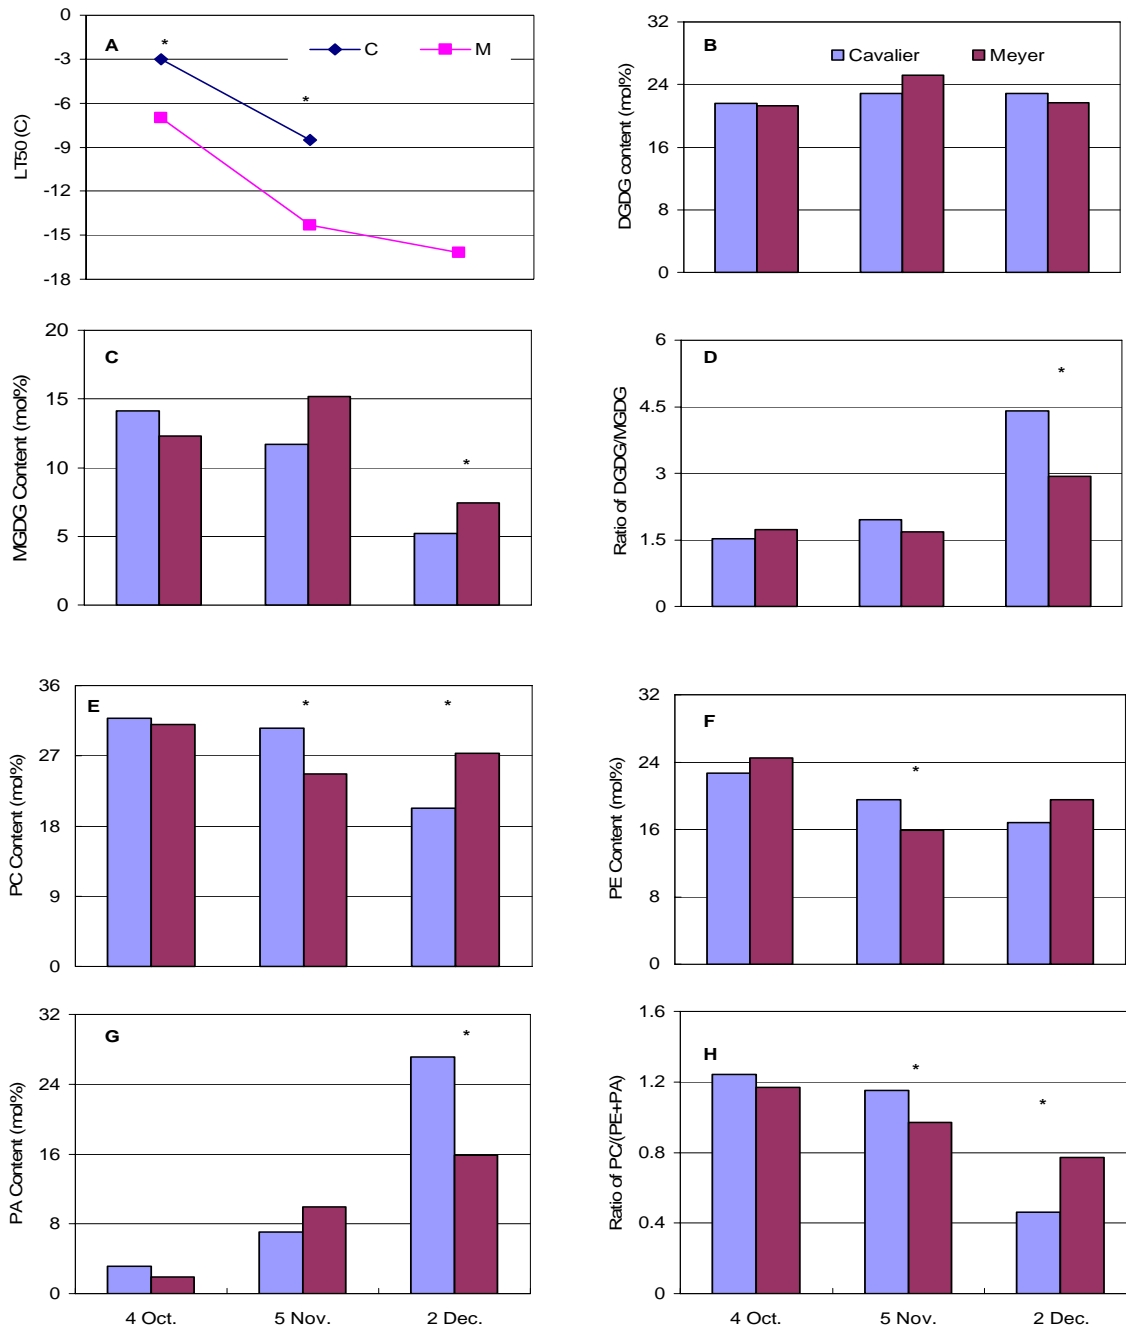 A
*
*
C
M
0
-3
-6
-9
-12
-15
-18
LT50 (C)
B
Cavalier
Meyer
32
24
16
8
0
DGDG content (mol%)
C
*
20
15
10
5
0
MGDG Content (mol%)
D
*
6
4.5
3
1.5
0
Ratio of DGDG/MGDG
E
*
*
36
27
18
9
0
PC Content (mol%)
F
*
32
24
16
8
0
PE Content (mol%)
G
*
32
24
16
8
0
PA Content (mol%)
4 Oct.
5 Nov.
2 Dec.
H
*
*
1.6
1.2
0.8
0.4
0
Ratio of PC/(PE+PA)
4 Oct.
5 Nov.
2 Dec.